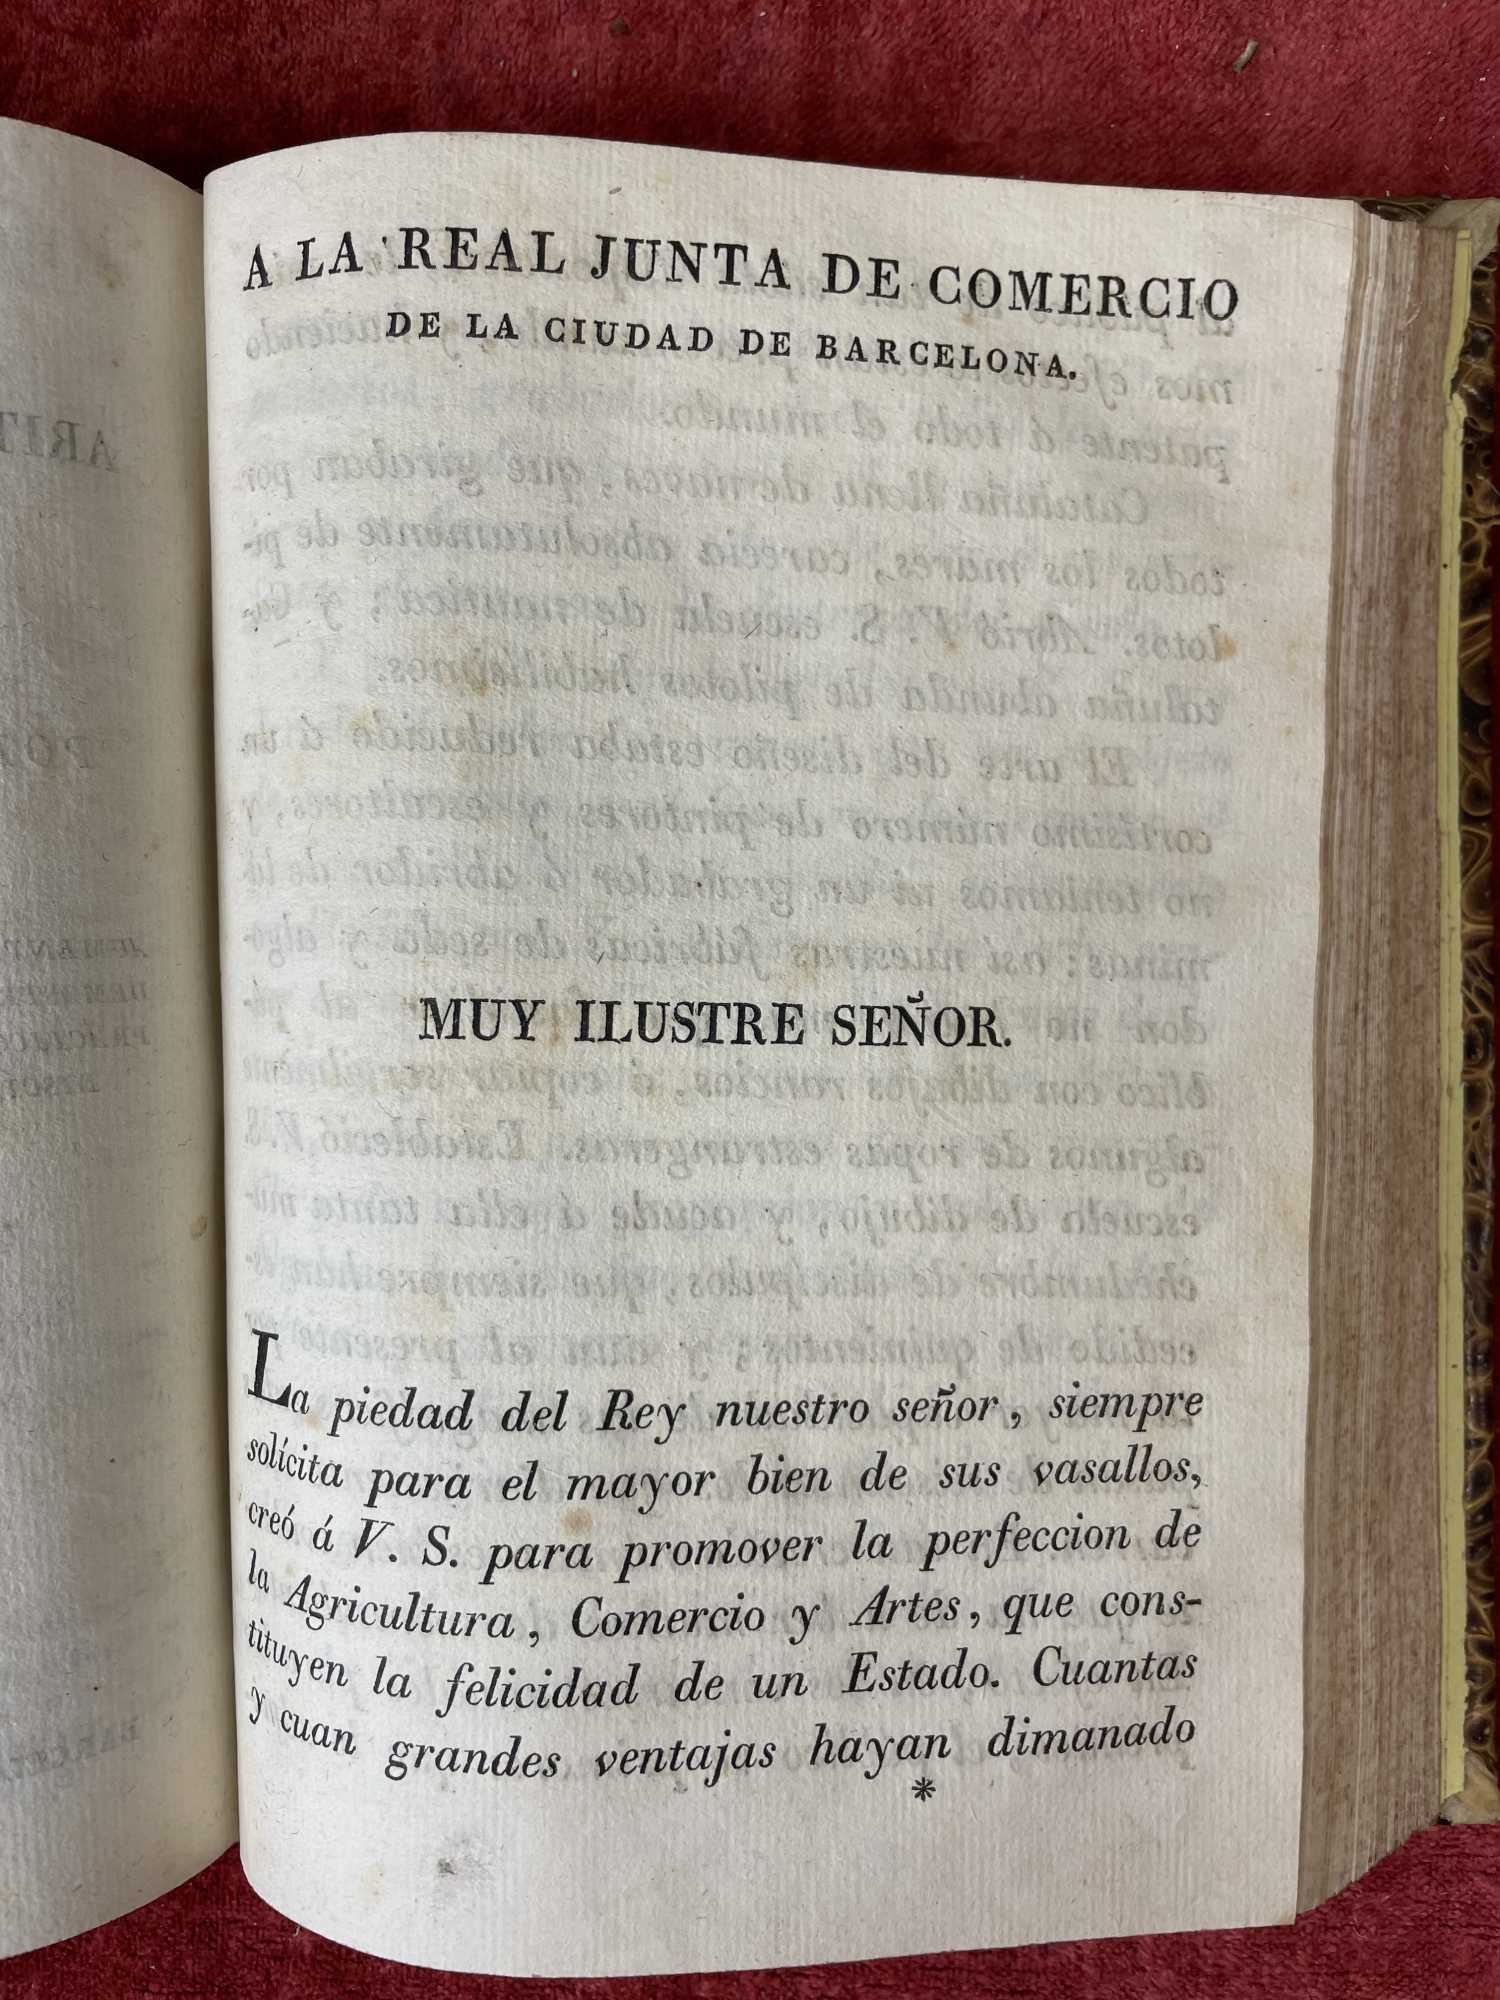 A LA REAL JUNTA DE COMERCIO
DE LA CIUDAD DE BARCELONA.
MUY ILUSTRE SEÑOR.
La piedad del Rey nuestro señor, siempre
solícita para el mayor bien de sus vasallos,
creó á V. S. para promover la perfeccion de
la Agricultura, Comercio y Artes, que cons-
tituyen la felicidad de un Estado. Cuantas
y cuan grandes ventajas hayan dimanado
*